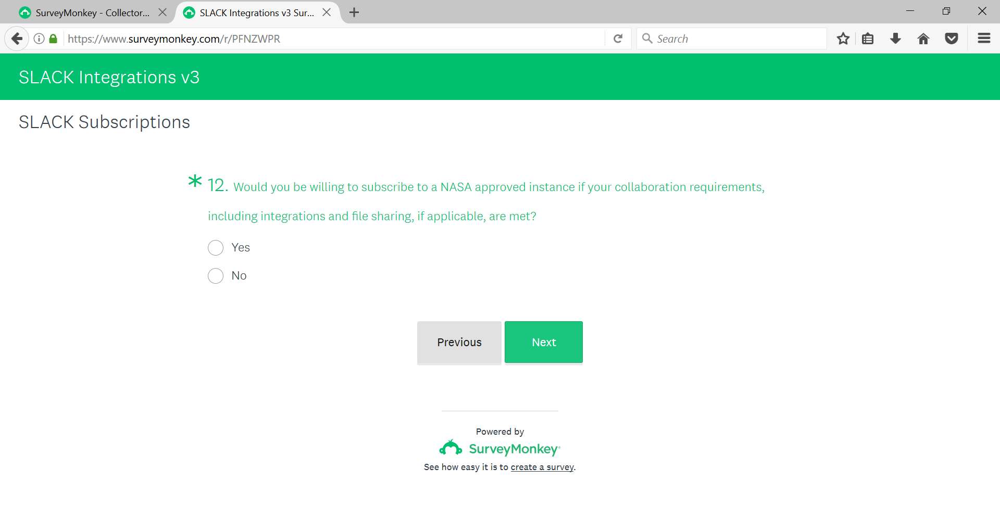 SurveyMonkey - Collector...
SLACK Integrations v3 Sur...
https://www.surveymonkey.com/r/PFNZWPR
Search
SLACK Integrations v3
SLACK Subscriptions
* 12. Would you be willing to subscribe to a NASA approved instance if your collaboration requirements,
including integrations and file sharing, if applicable, are met?
Yes
No
Previous
Next
Powered by
SurveyMonkey®
See how easy it is to create a survey.